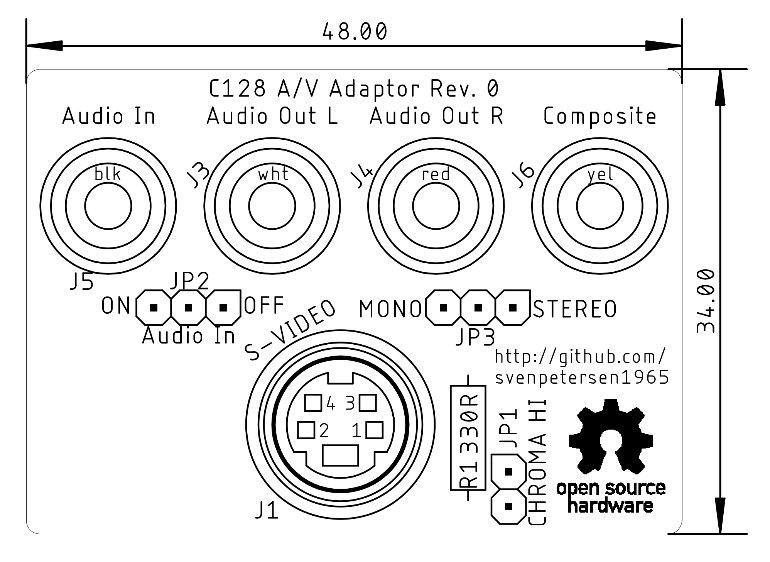 48.00
C128 A/V Adaptor Rev. 0
Audio In
Audio Out L
Audio Out R
Composite
blk
J3
wht
J4
red
J6
yel
34.00
J5
JP2
ON
OFF
Audio In
MONO
STEREO
JP3
S-VIDEO
http://github.com/
svenpetersen1965
4 3
2 1
R1 330R
JP1
CHROMA HI
J1
open source
hardware